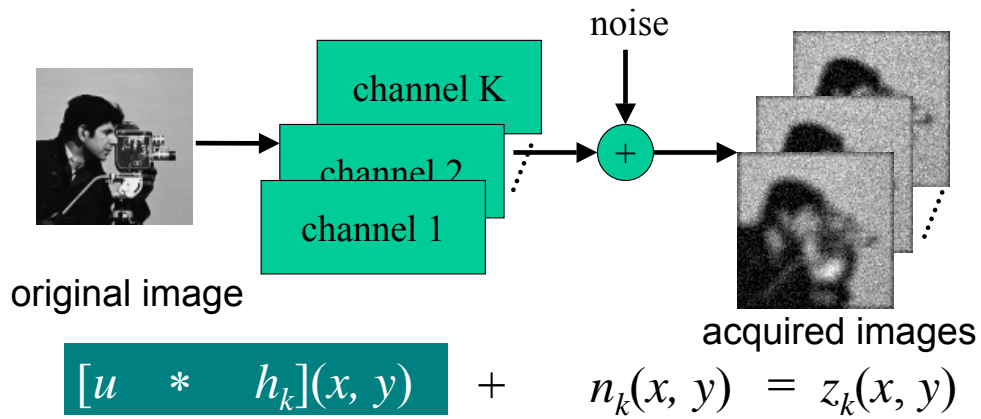 noise
channel K
channel 2
channel 1
+
original image
acquired images
[u * h_k](x, y) + n_k(x, y) = z_k(x, y)